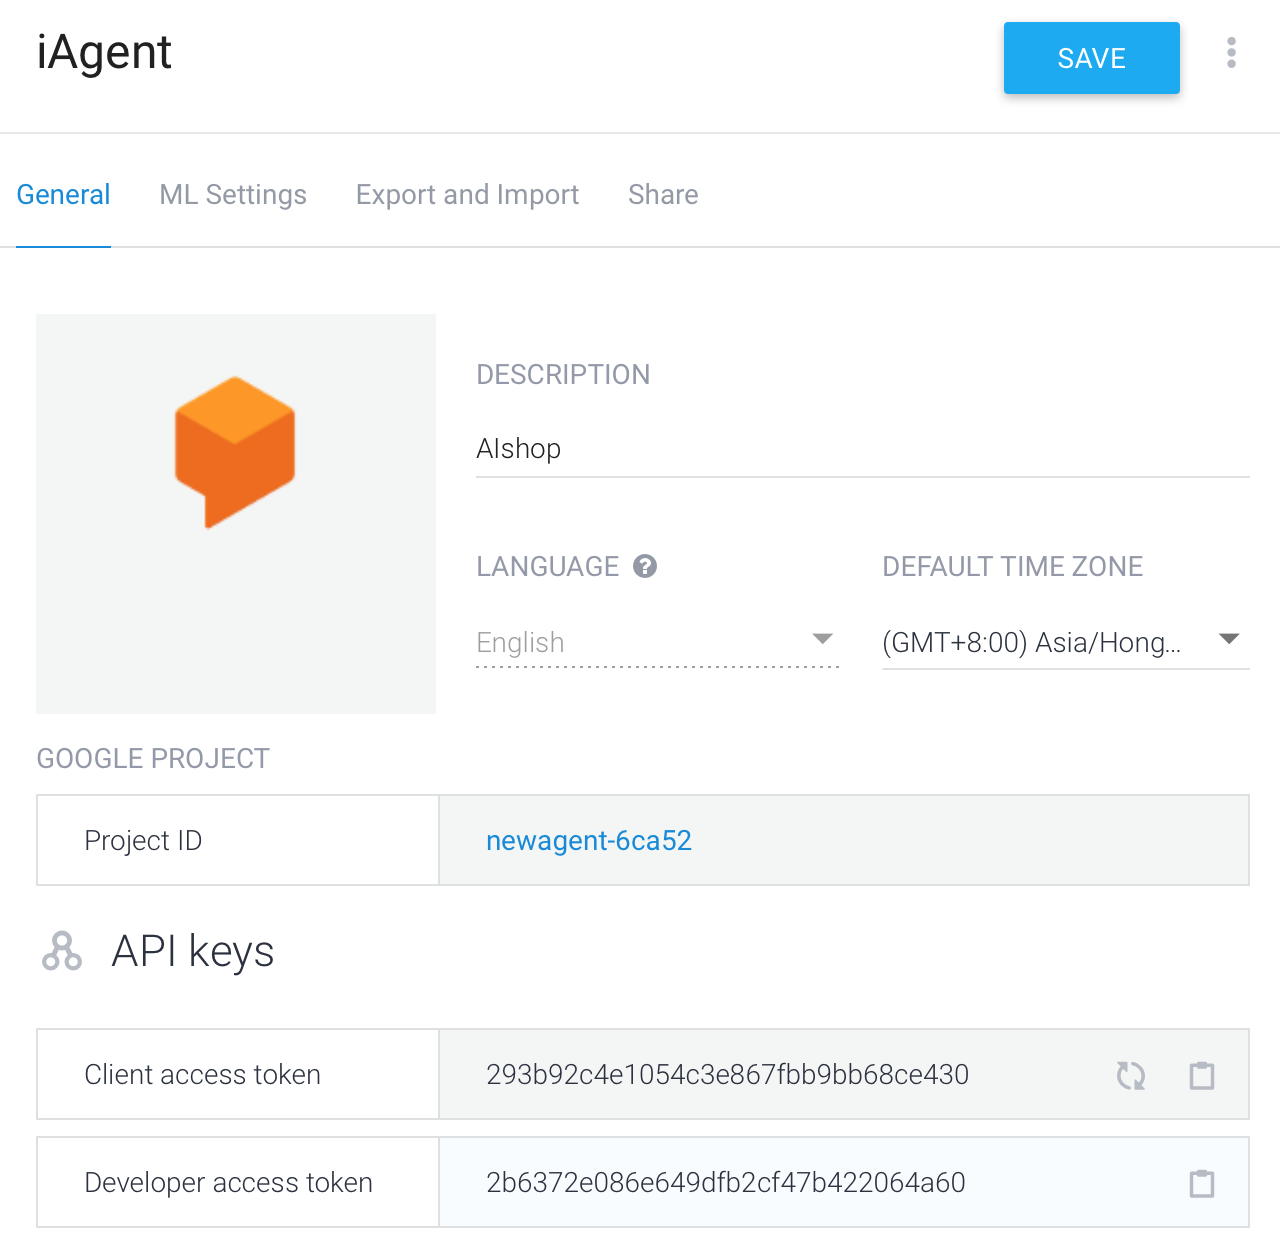 iAgent
SAVE
General ML Settings Export and Import Share
DESCRIPTION
AIshop
LANGUAGE ?
DEFAULT TIME ZONE
English
(GMT+8:00) Asia/Hong...
GOOGLE PROJECT
Project ID newagent-6ca52
API keys
Client access token 293b92c4e1054c3e867fbb9bb68ce430
Developer access token 2b6372e086e649dfb2cf47b422064a60